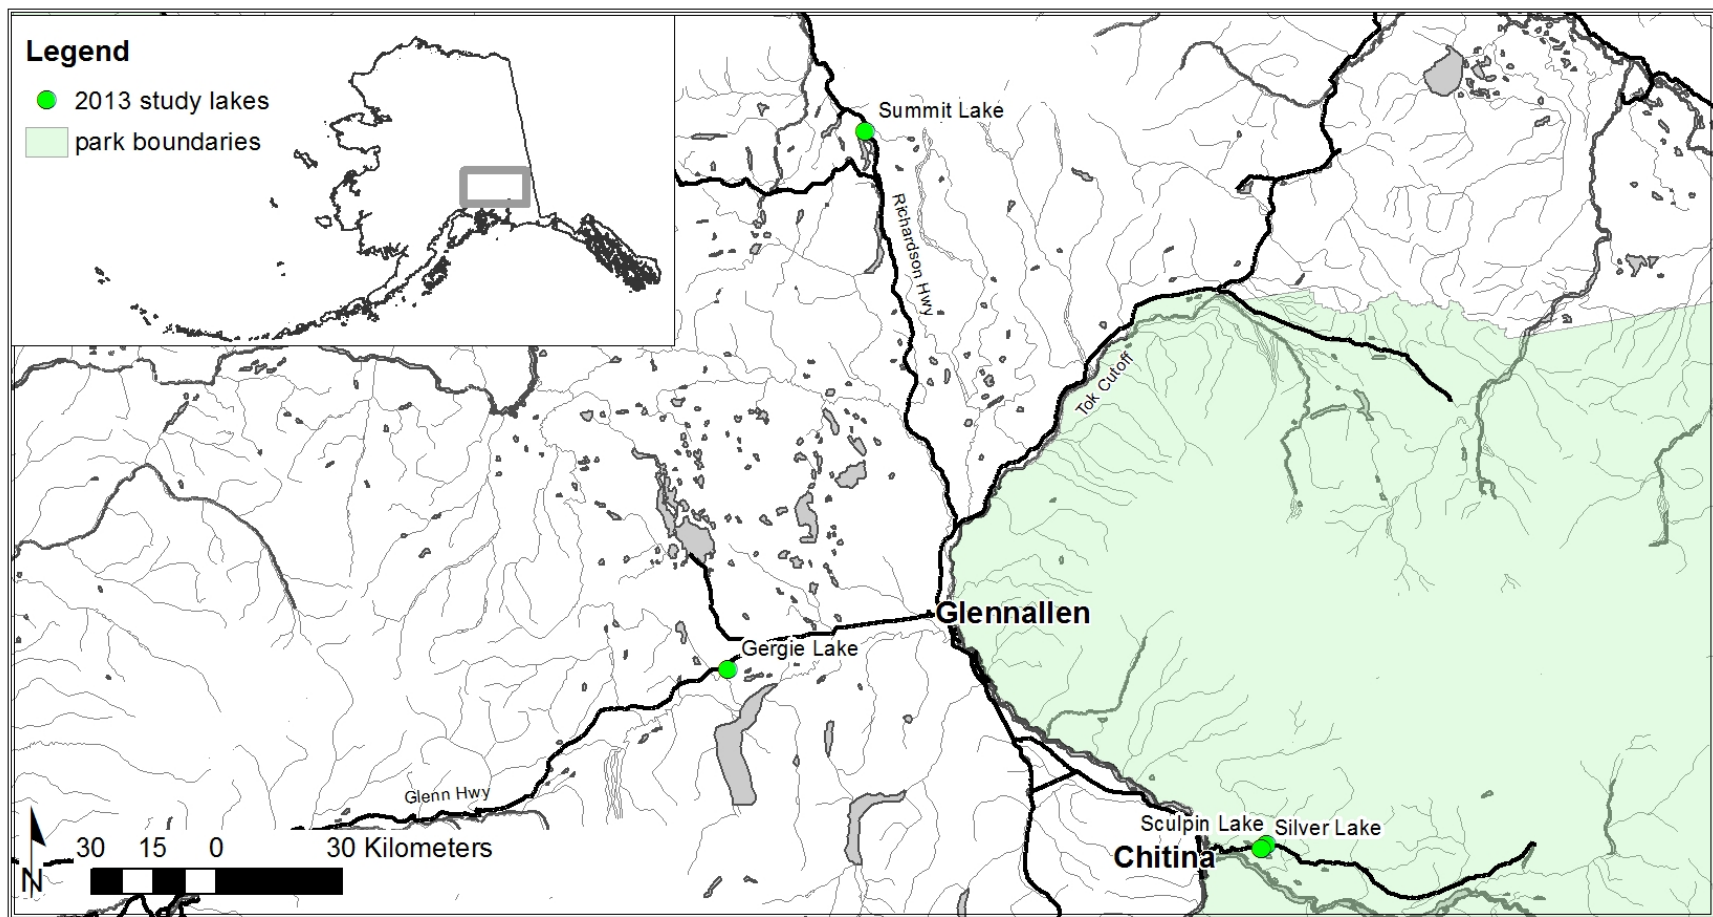 Legend
2013 study lakes
park boundaries
Summit Lake
Richardson Hwy
Tok Cutoff
Glennallen
Gergie Lake
Glenn Hwy
Sculpin Lake
Silver Lake
Chitina
30 15 0 30 Kilometers
N